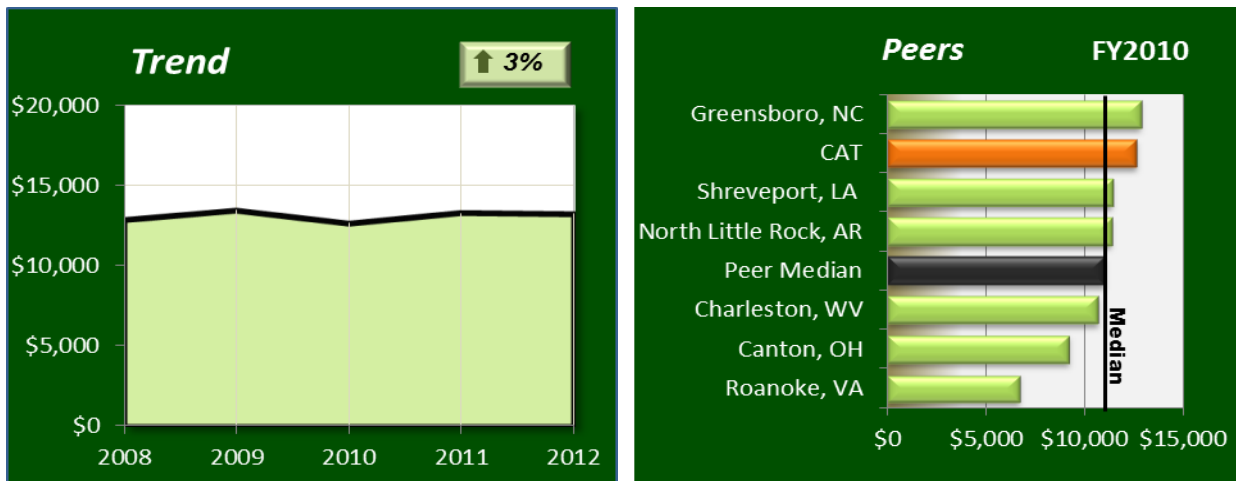 Trend
3%
$20,000
$15,000
$10,000
$5,000
$0
2008 2009 2010 2011 2012
Peers FY2010
Greensboro, NC
CAT
Shreveport, LA
North Little Rock, AR
Peer Median
Charleston, WV
Canton, OH
Roanoke, VA
Median
$0 $5,000 $10,000 $15,000